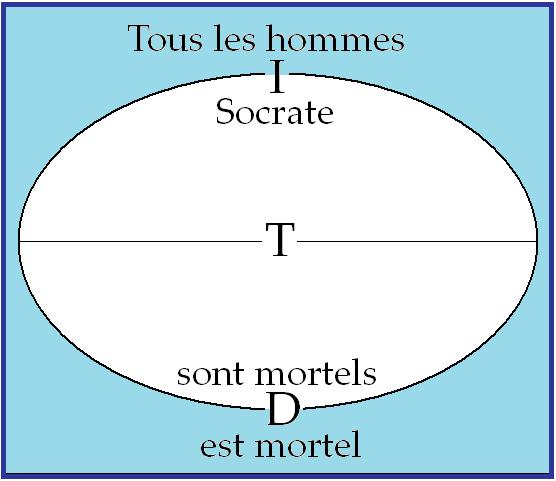 Tous les hommes
I
Socrate
T
sont mortels
D
est mortel